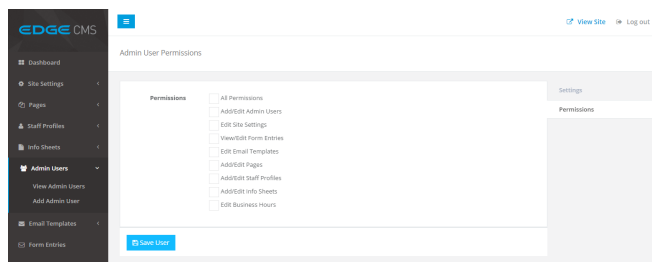 EDGE CMS
View Site
Log out
Dashboard
Site Settings
Pages
Staff Profiles
Info Sheets
Admin Users
View Admin Users
Add Admin User
Email Templates
Form Entries
Admin User Permissions
Permissions
All Permissions
Add/Edit Admin Users
Edit Site Settings
View/Edit Form Entries
Edit Email Templates
Add/Edit Pages
Add/Edit Staff Profiles
Add/Edit Info Sheets
Edit Business Hours
Save User
Settings
Permissions